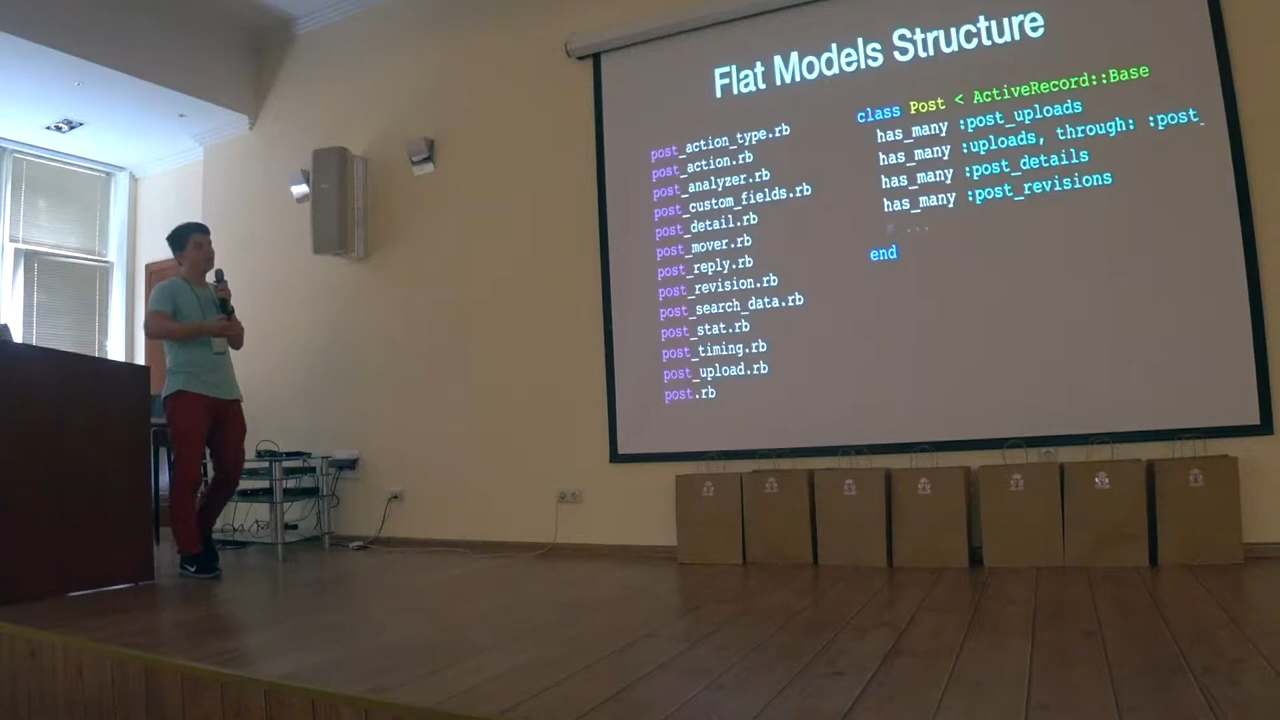 Flat Models Structure
post_action_type.rb
post_action.rb
post_analyzer.rb
post_custom_fields.rb
post_detail.rb
post_mover.rb
post_reply.rb
post_revision.rb
post_search_data.rb
post_stat.rb
post_timing.rb
post_upload.rb
post.rb
class Post < ActiveRecord::Base
has_many :post_uploads
has_many :uploads, through: :post_
has_many :post_details
has_many :post_revisions
# ...
end